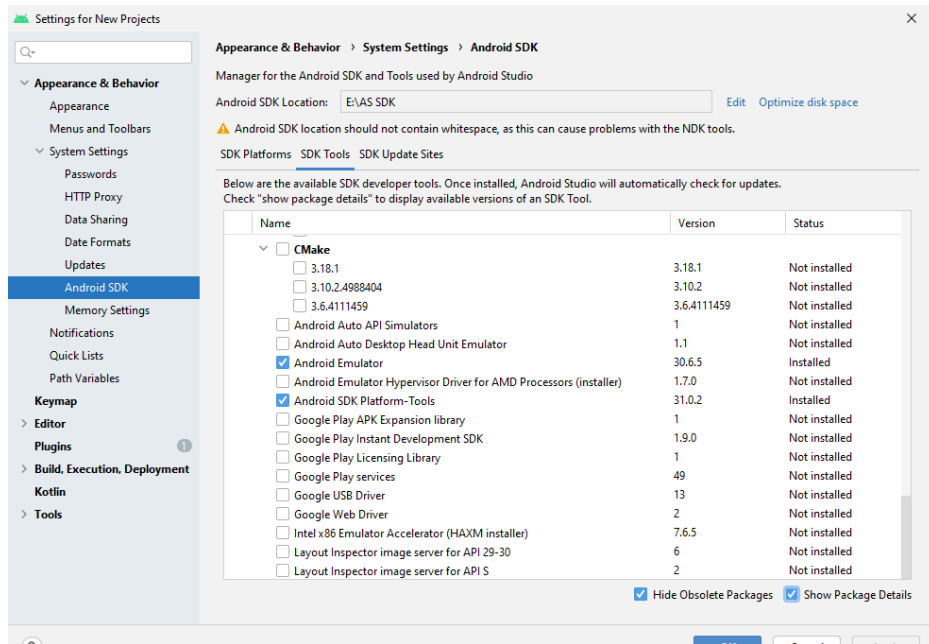 Settings for New Projects
Appearance & Behavior
Appearance
Menus and Toolbars
System Settings
Passwords
HTTP Proxy
Data Sharing
Date Formats
Updates
Android SDK
Memory Settings
Notifications
Quick Lists
Path Variables
Keymap
Editor
Plugins 1
Build, Execution, Deployment
Kotlin
Tools
Appearance & Behavior > System Settings > Android SDK
Manager for the Android SDK and Tools used by Android Studio
Android SDK Location: E:\AS SDK Edit Optimize disk space
Android SDK location should not contain whitespace, as this can cause problems with the NDK tools.
SDK Platforms SDK Tools SDK Update Sites
Below are the available SDK developer tools. Once installed, Android Studio will automatically check for updates.
Check "show package details" to display available versions of an SDK Tool.
Name Version Status
CMake
3.18.1 3.18.1 Not installed
3.10.2.4988404 3.10.2 Not installed
3.6.4111459 3.6.4111459 Not installed
Android Auto API Simulators 1 Not installed
Android Auto Desktop Head Unit Emulator 1.1 Not installed
Android Emulator 30.6.5 Installed
Android Emulator Hypervisor Driver for AMD Processors (installer) 1.7.0 Not installed
Android SDK Platform-Tools 31.0.2 Installed
Google Play APK Expansion library 1 Not installed
Google Play Instant Development SDK 1.9.0 Not installed
Google Play Licensing Library 1 Not installed
Google Play services 49 Not installed
Google USB Driver 13 Not installed
Google Web Driver 2 Not installed
Intel x86 Emulator Accelerator (HAXM installer) 7.6.5 Not installed
Layout Inspector image server for API 29-30 6 Not installed
Layout Inspector image server for API S 2 Not installed
Hide Obsolete Packages Show Package Details